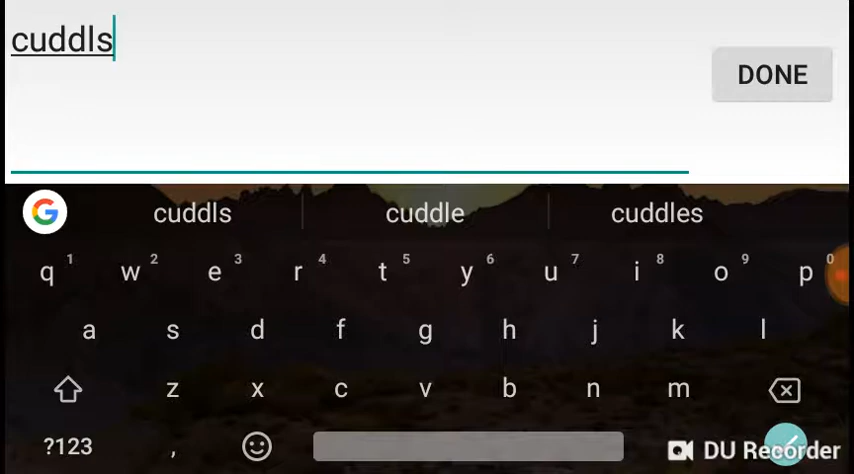 cuddls
DONE
G cuddls cuddle cuddles
q 1 w 2 e 3 r 4 t 5 y 6 u 7 i 8 o 9 p 0
a s d f g h j k l
z x c v b n m
?123 , DU Recorder